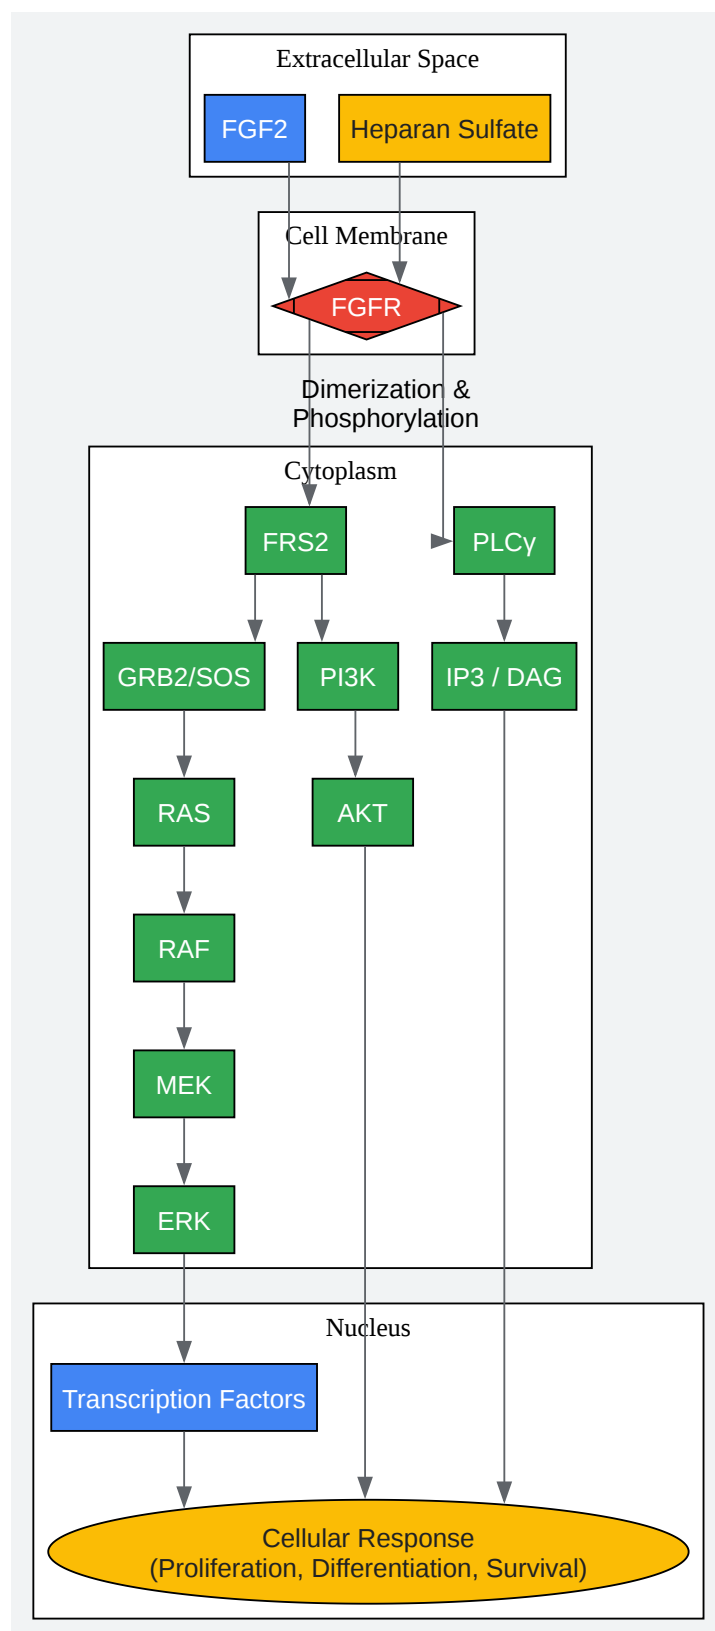 Extracellular Space
FGF2
Heparan Sulfate
Cell Membrane
FGFR
Dimerization &
Phosphorylation
Cytoplasm
FRS2
PLCγ
GRB2/SOS
PI3K
IP3 / DAG
RAS
AKT
RAF
MEK
ERK
Nucleus
Transcription Factors
Cellular Response
(Proliferation, Differentiation, Survival)